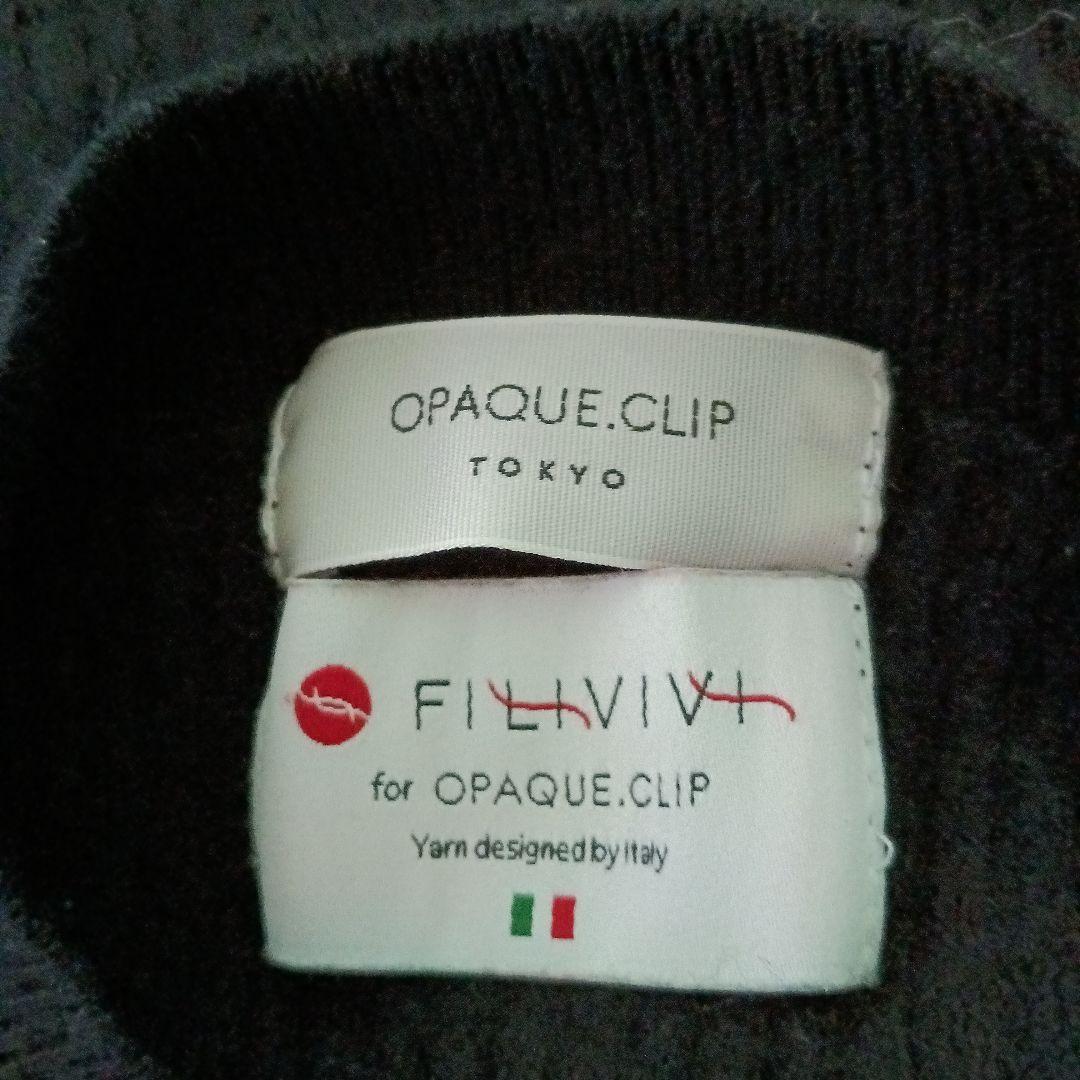 OPAQUE.CLIP
TOKYO
FILIVIVI
for OPAQUE.CLIP
Yarn designed by Italy